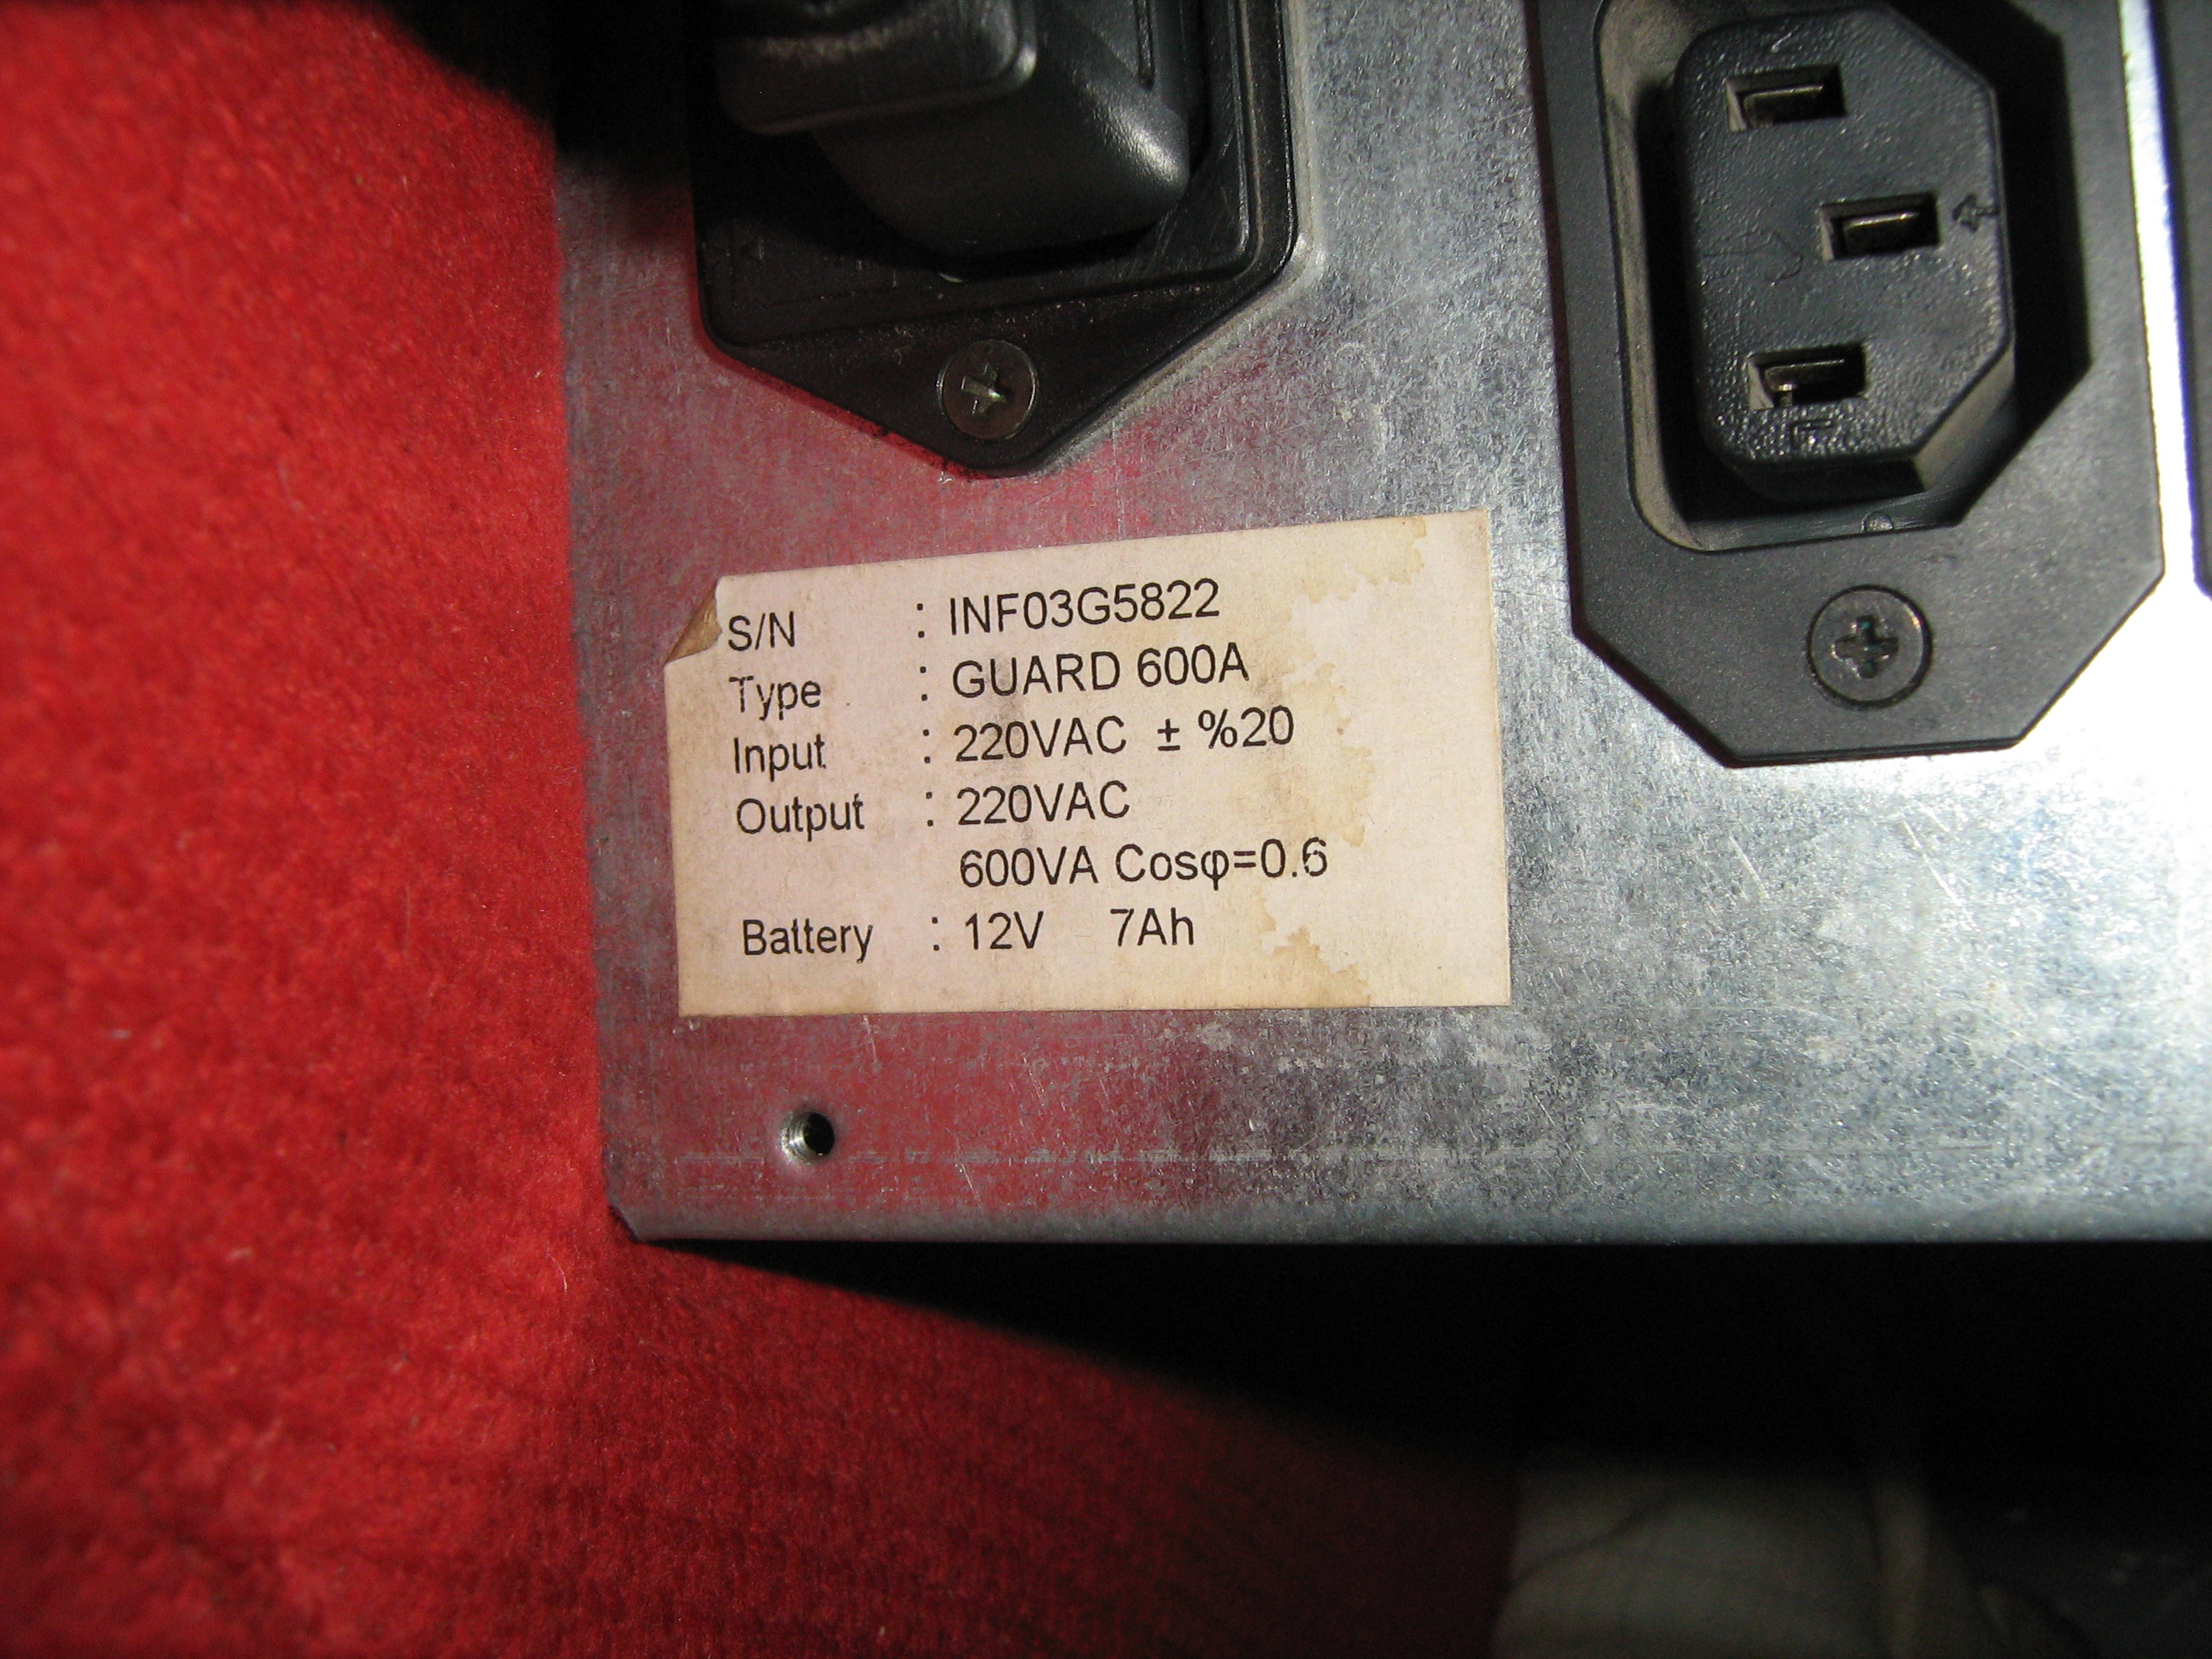 S/N : INF03G5822
Type : GUARD 600A
Input : 220VAC ± %20
Output : 220VAC
600VA Cosφ=0.6
Battery : 12V 7Ah